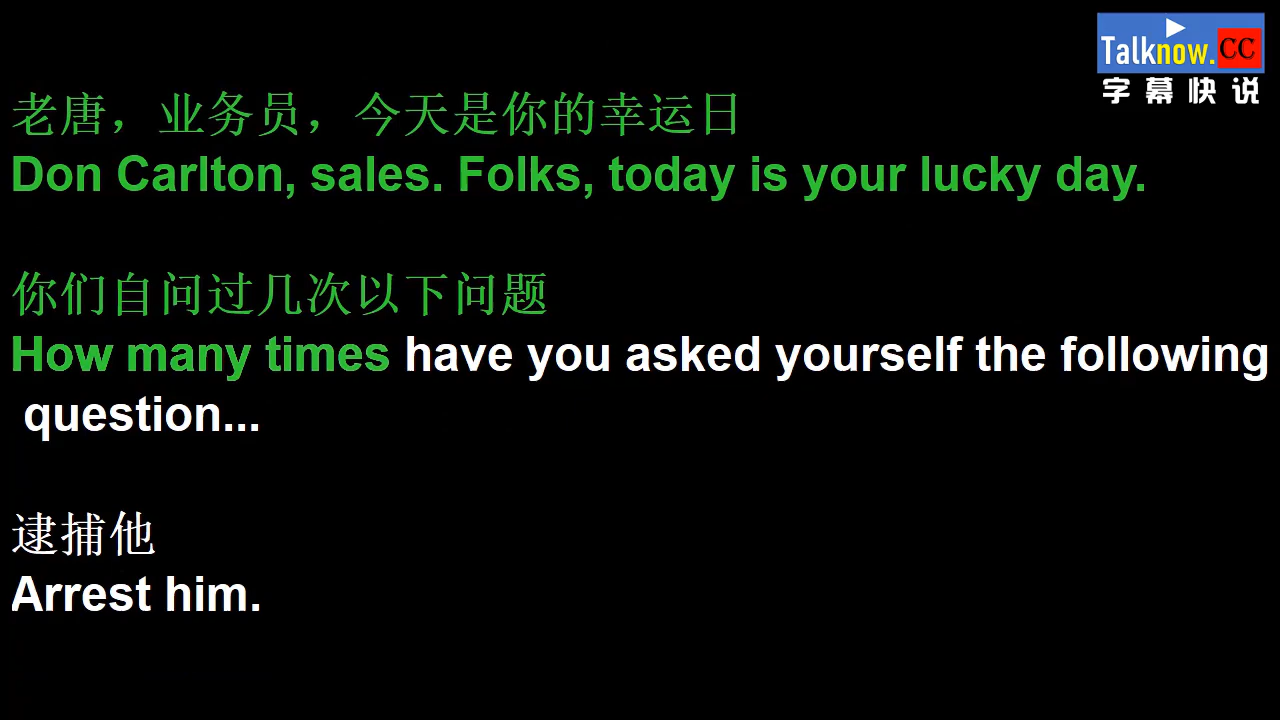 Talknow.CC
字幕快说
老唐，业务员，今天是你的幸运日
Don Carlton, sales. Folks, today is your lucky day.
你们自问过几次以下问题
How many times have you asked yourself the following
question...
逮捕他
Arrest him.